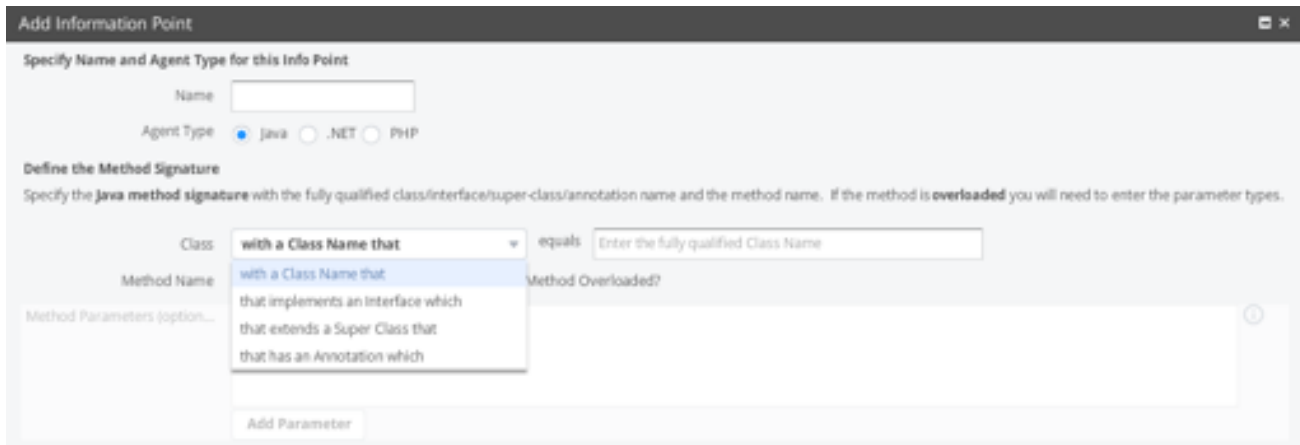 Add Information Point
Specify Name and Agent Type for this Info Point
Name
Agent Type Java .NET PHP
Define the Method Signature
Specify the Java method signature with the fully qualified class/interface/super-class/annotation name and the method name. If the method is overloaded you will need to enter the parameter types.
Class with a Class Name that equals Enter the fully qualified Class Name
Method Name with a Class Name that Method Overloaded?
that implements an Interface which
Method Parameters (option...
that extends a Super Class that
that has an Annotation which
Add Parameter